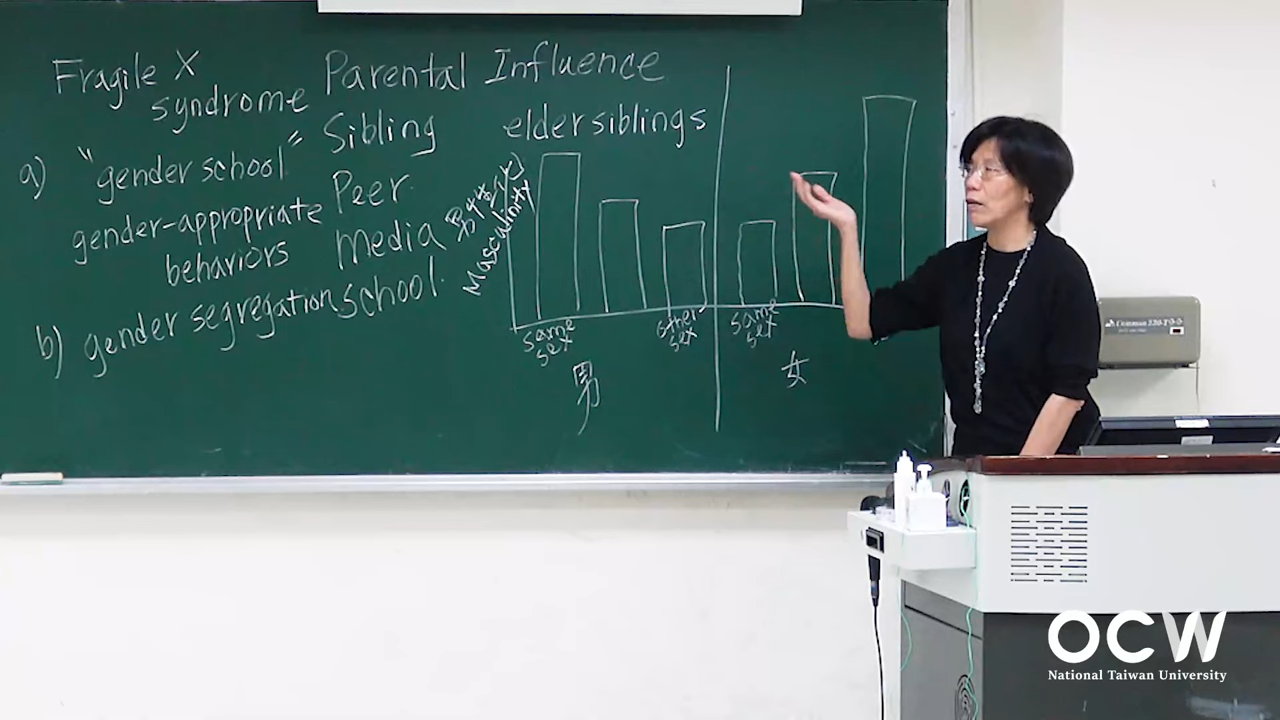 Fragile X
syndrome
a) "gender school"
gender-appropriate
behaviors
b) gender segregation
Parental Influence
Sibling
Peer
Media
school
elder siblings
男性化
Masculinity
same
sex
other
sex
same
sex
男
女
OCW
National Taiwan University